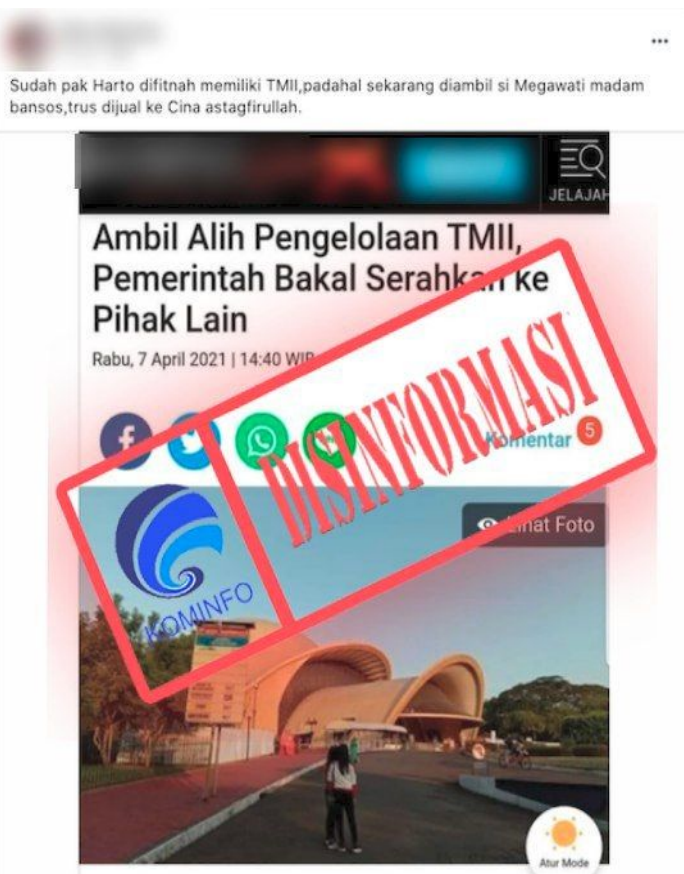 Sudah pak Harto difitnah memiliki TMII,padahal sekarang diambil si Megawati madam
bansos,trus dijual ke Cina astagfirullah.
JELAJAH
Ambil Alih Pengelolaan TMII,
Pemerintah Bakal Serahkan ke
Pihak Lain
Rabu, 7 April 2021 | 14:40 WIB
Komentar 5
DISINFORMASI
KOMINFO
Lihat Foto
Atur Mode